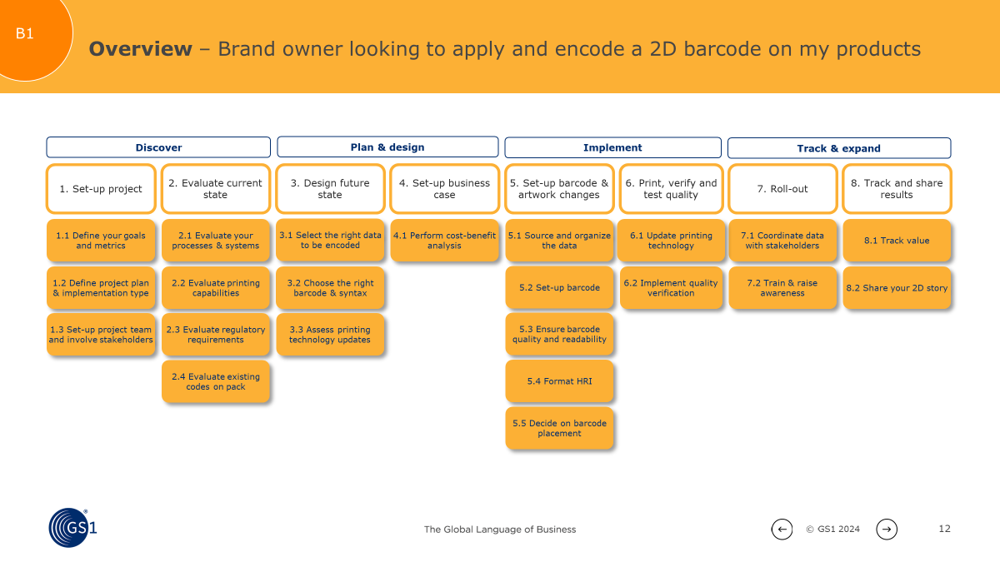 B1
Overview – Brand owner looking to apply and encode a 2D barcode on my products
Discover
Plan & design
Implement
Track & expand
1. Set-up project
2. Evaluate current
state
3. Design future
state
4. Set-up business
case
5. Set-up barcode &
artwork changes
6. Print, verify and
test quality
7. Roll-out
8. Track and share
results
1.1 Define your goals
and metrics
2.1 Evaluate your
processes & systems
3.1 Select the right data
to be encoded
4.1 Perform cost-benefit
analysis
5.1 Source and organize
the data
6.1 Update printing
technology
7.1 Coordinate data
with stakeholders
8.1 Track value
1.2 Define project plan
& implementation type
2.2 Evaluate printing
capabilities
3.2 Choose the right
barcode & syntax
5.2 Set-up barcode
6.2 Implement quality
verification
7.2 Train & raise
awareness
8.2 Share your 2D story
1.3 Set-up project team
and involve stakeholders
2.3 Evaluate regulatory
requirements
3.3 Assess printing
technology updates
5.3 Ensure barcode
quality and readability
2.4 Evaluate existing
codes on pack
5.4 Format HRI
5.5 Decide on barcode
placement
GS1 ®
The Global Language of Business
© GS1 2024
12